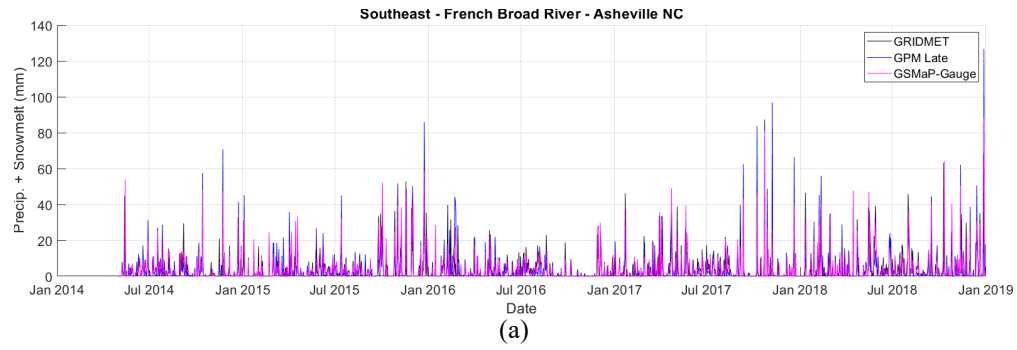 Southeast - French Broad River - Asheville NC
140
120
100
80
60
40
20
0
Precip. + Snowmelt (mm)
GRIDMET
GPM Late
GSMaP-Gauge
Jan 2014 Jul 2014 Jan 2015 Jul 2015 Jan 2016 Jul 2016 Jan 2017 Jul 2017 Jan 2018 Jul 2018 Jan 2019
Date
(a)